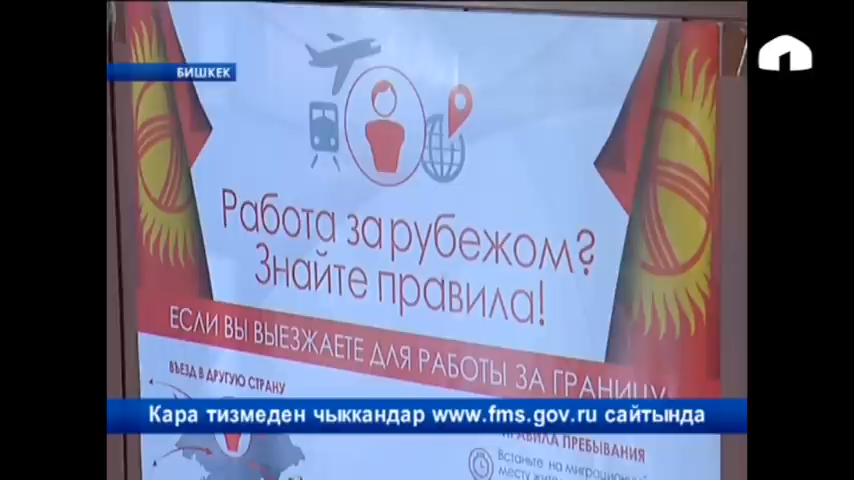 БИШКЕК
Работа за рубежом?
Знайте правила!
ЕСЛИ ВЫ ВЫЕЗЖАЕТЕ ДЛЯ РАБОТЫ ЗА ГРАНИЦУ
ВЪЕЗД В ДРУГУЮ СТРАНУ
Кара тизмеден чыккандар www.fms.gov.ru сайтында
ПРАВИЛА ПРЕБЫВАНИЯ
Встаньте на миграционный
месту